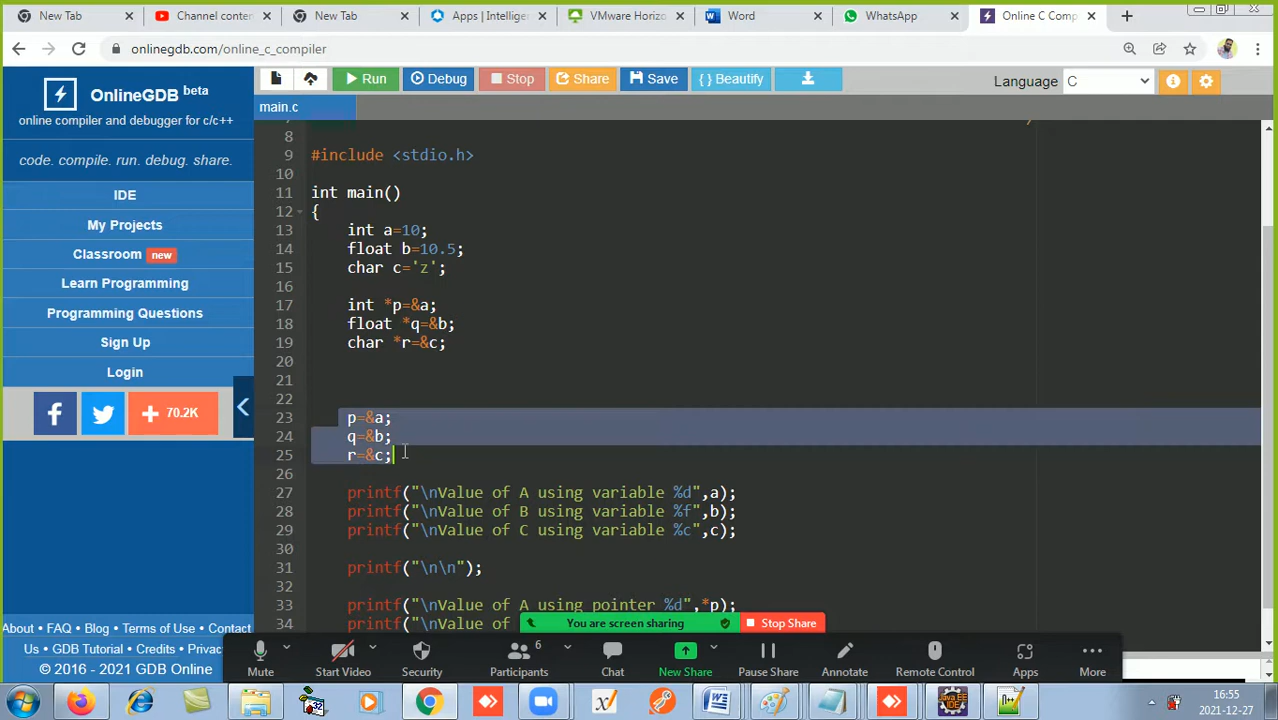 New Tab
Channel conten
New Tab
Apps | Intelliger
VMware Horizo
Word
WhatsApp
Online C Comp
onlinegdb.com/online_c_compiler
OnlineGDB beta
online compiler and debugger for c/c++
code. compile. run. debug. share.
IDE
My Projects
Classroom new
Learn Programming
Programming Questions
Sign Up
Login
70.2K
About • FAQ • Blog • Terms of Use • Contact
Us • GDB Tutorial • Credits • Privac
© 2016 - 2021 GDB Online
Run
Debug
Stop
Share
Save
{ } Beautify
Language C
main.c
8
9 #include <stdio.h>
10
11 int main()
12 {
13 int a=10;
14 float b=10.5;
15 char c='z';
16
17 int *p=&a;
18 float *q=&b;
19 char *r=&c;
20
21
22
23 p=&a;
24 q=&b;
25 r=&c;
26
27 printf("\nValue of A using variable %d",a);
28 printf("\nValue of B using variable %f",b);
29 printf("\nValue of C using variable %c",c);
30
31 printf("\n\n");
32
33 printf("\nValue of A using pointer %d",*p);
34 printf("\nValue of
You are screen sharing
Stop Share
Mute
Start Video
Security
6
Participants
Chat
New Share
Pause Share
Annotate
Remote Control
Apps
More
16:55
2021-12-27